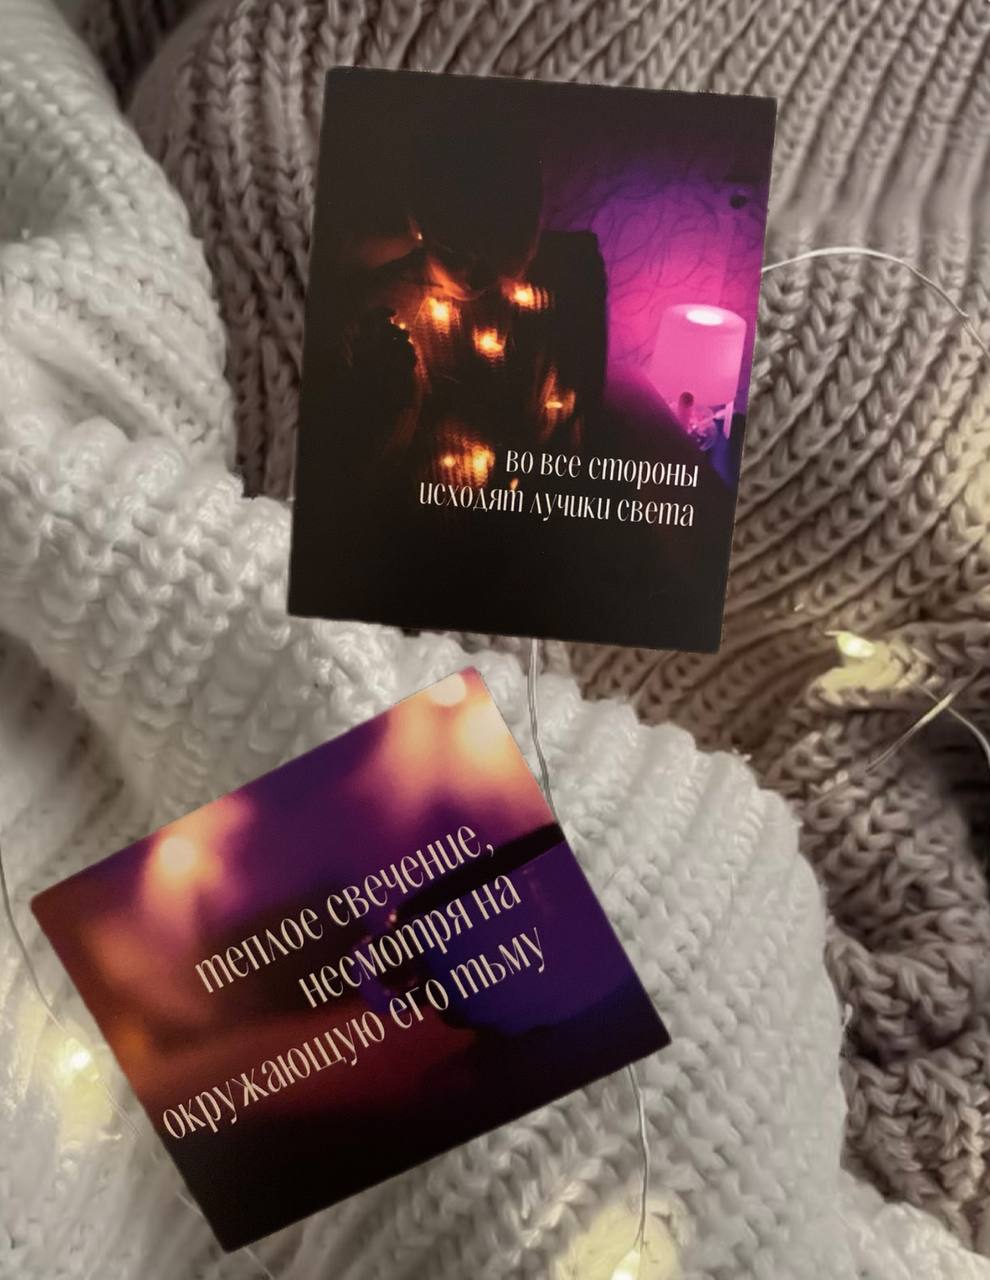 во все стороны
исходят лучики света
теплое свечение,
несмотря на
окружающую его тьму